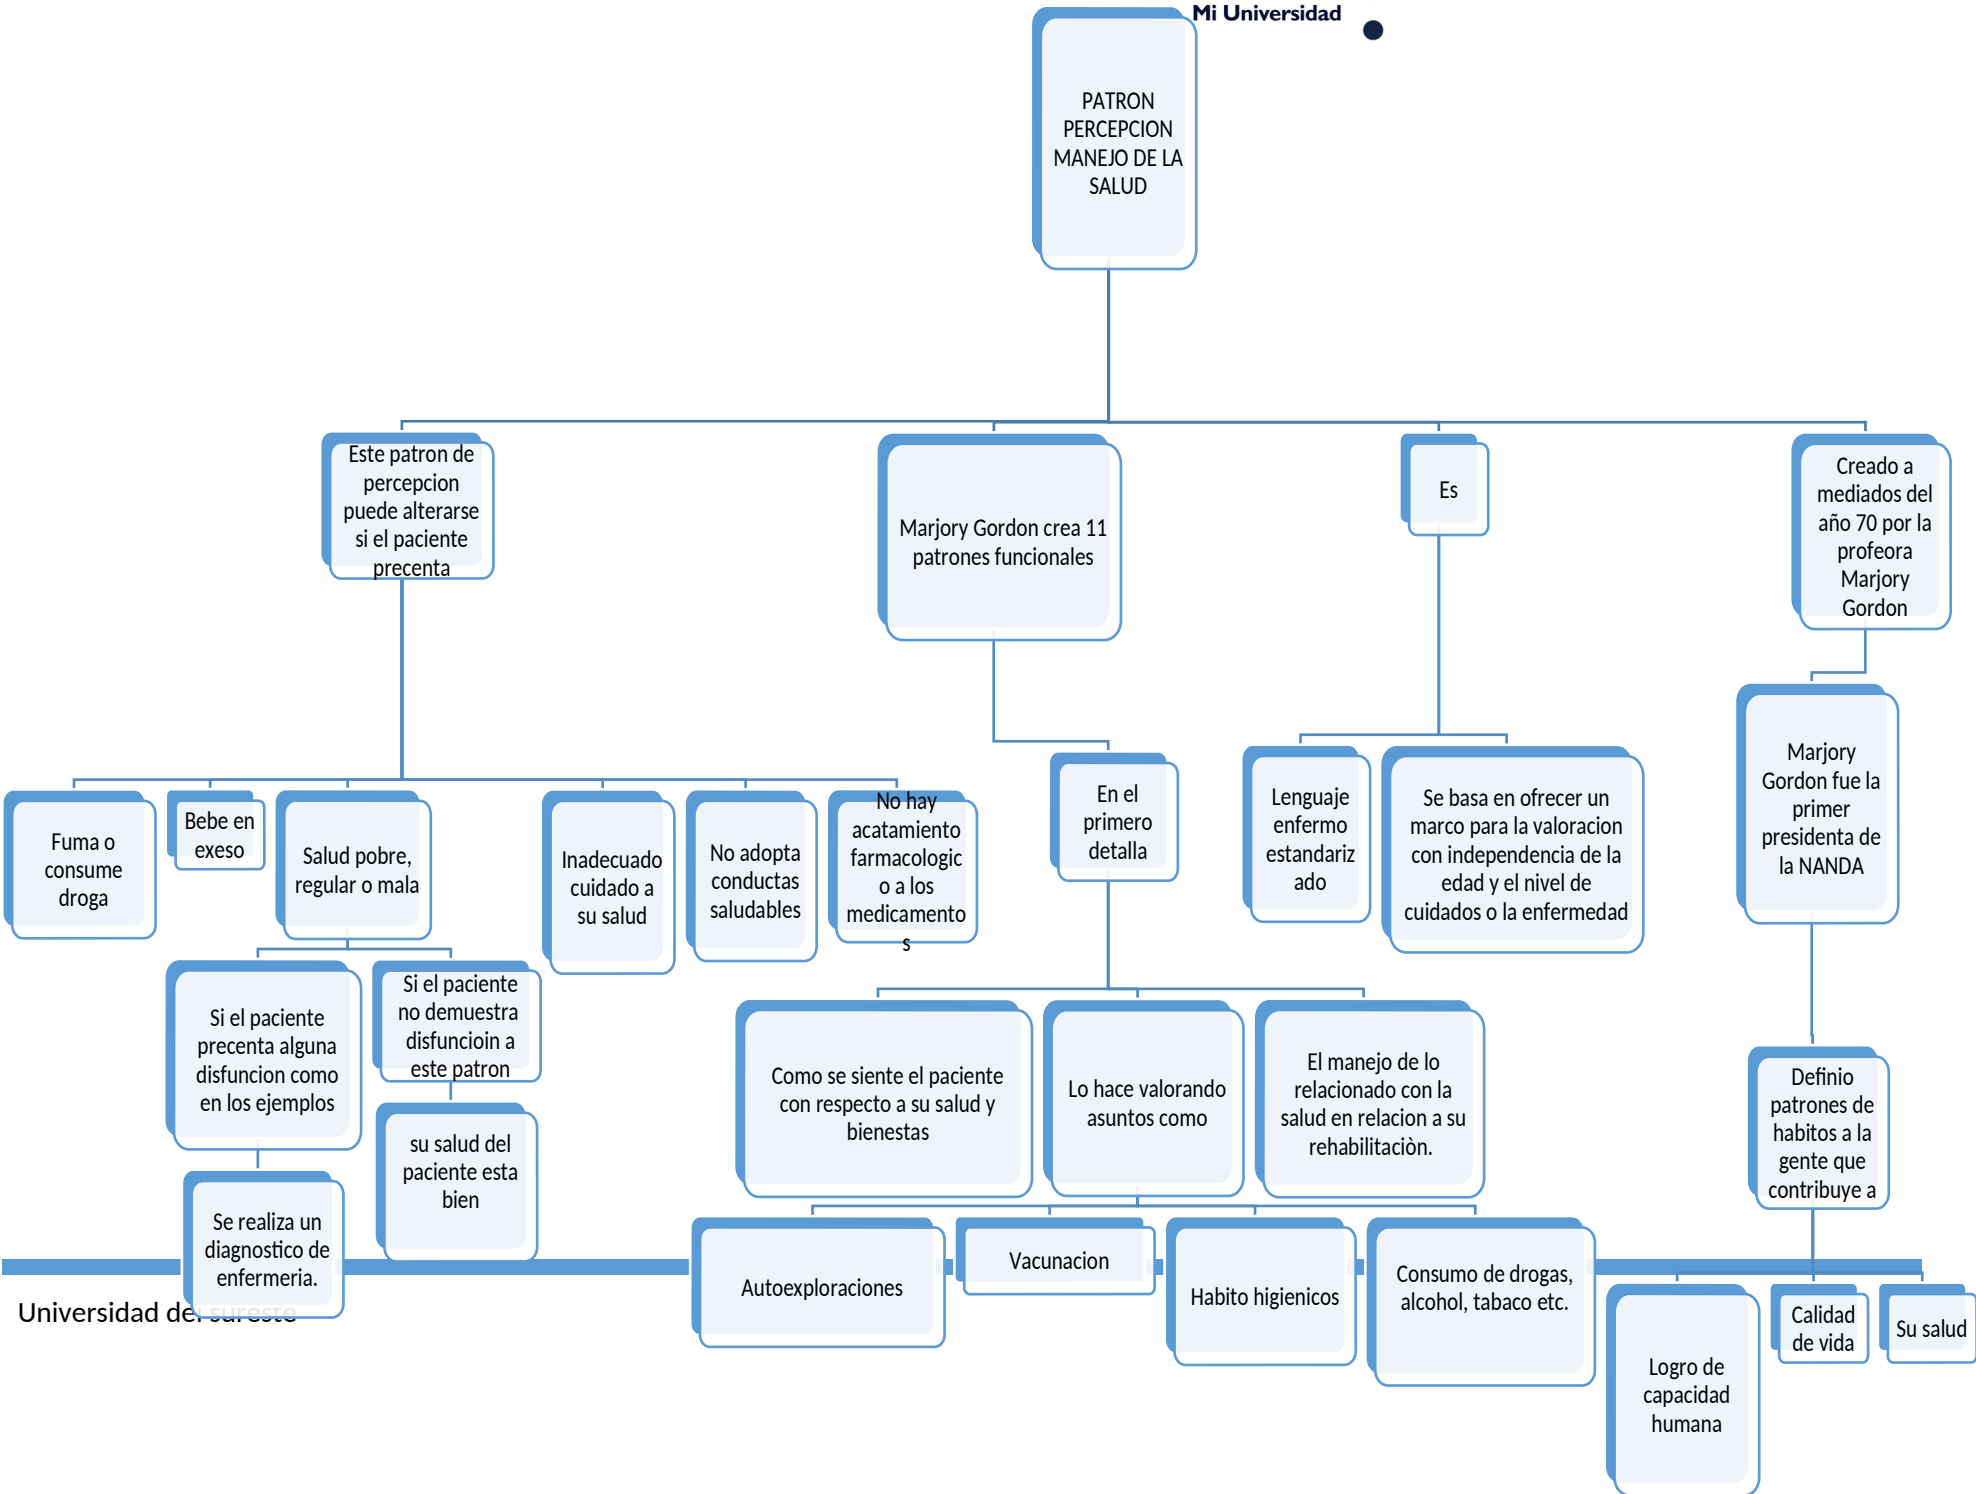 Mi Universidad
PATRON
PERCEPCION
MANEJO DE LA
SALUD
Este patron de
percepcion
puede alterarse
si el paciente
precenta
Marjory Gordon crea 11
patrones funcionales
Es
Creado a
mediados del
año 70 por la
profeora
Marjory
Gordon
Fuma o
consume
droga
Bebe en
exeso
Salud pobre,
regular o mala
Inadecuado
cuidado a
su salud
No adopta
conductas
saludables
No hay
acatamiento
farmacologic
o a los
medicamento
s
En el
primero
detalla
Lenguaje
enfermo
estandariz
ado
Se basa en ofrecer un
marco para la valoracion
con independencia de la
edad y el nivel de
cuidados o la enfermedad
Marjory
Gordon fue la
primer
presidenta de
la NANDA
Si el paciente
precenta alguna
disfuncion como
en los ejemplos
Si el paciente
no demuestra
disfuncioin a
este patron
Como se siente el paciente
con respecto a su salud y
bienestas
Lo hace valorando
asuntos como
El manejo de lo
relacionado con la
salud en relacion a su
rehabilitaciòn.
Definio
patrones de
habitos a la
gente que
contribuye a
su salud del
paciente esta
bien
Se realiza un
diagnostico de
enfermeria.
Autoexploraciones
Vacunacion
Habito higienicos
Consumo de drogas,
alcohol, tabaco etc.
Logro de
capacidad
humana
Calidad
de vida
Su salud
Universidad del sureste